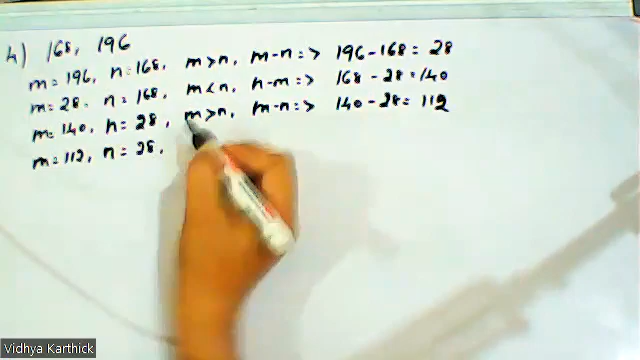 h) 168, 196
m = 196, n = 168, m > n, m - n => 196 - 168 = 28
m = 28, n = 168, m < n, n - m => 168 - 28 = 140
m = 140, n = 28, m > n, m - n => 140 - 28 = 112
m = 112, n = 28,
Vidhya Karthick